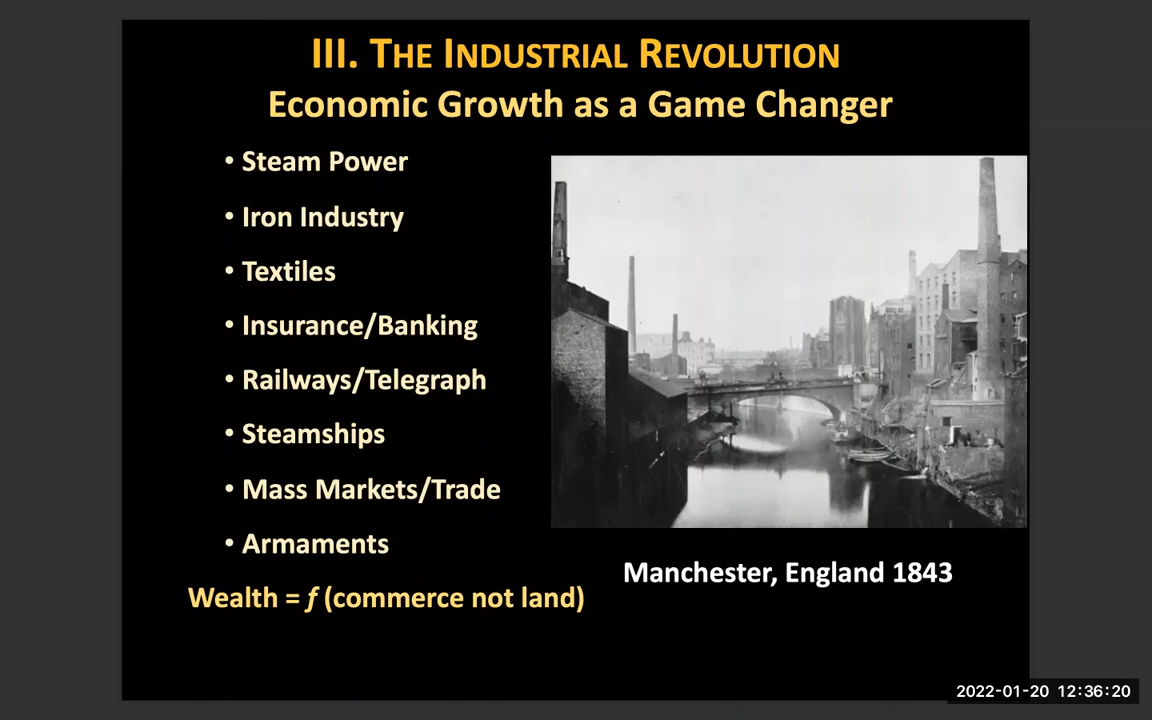 III. THE INDUSTRIAL REVOLUTION
Economic Growth as a Game Changer
• Steam Power
• Iron Industry
• Textiles
• Insurance/Banking
• Railways/Telegraph
• Steamships
• Mass Markets/Trade
• Armaments
Wealth = f (commerce not land)
Manchester, England 1843
2022-01-20 12:36:20